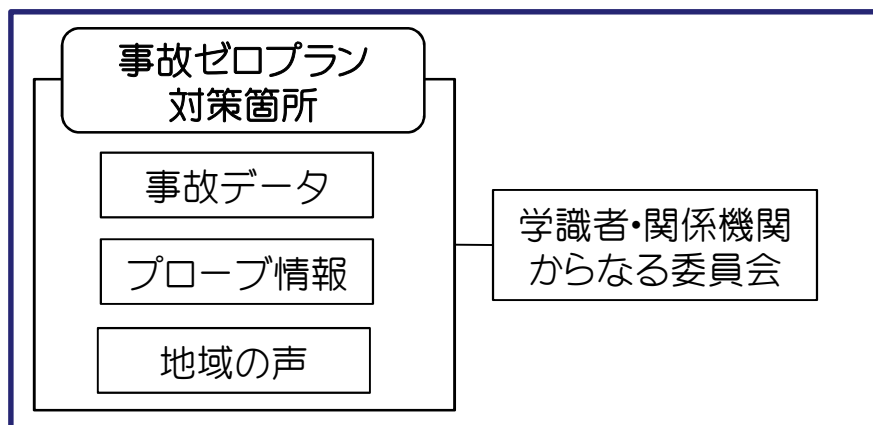 事故ゼロプラン
対策箇所
事故データ
プローブ情報
地域の声
学識者・関係機関
からなる委員会